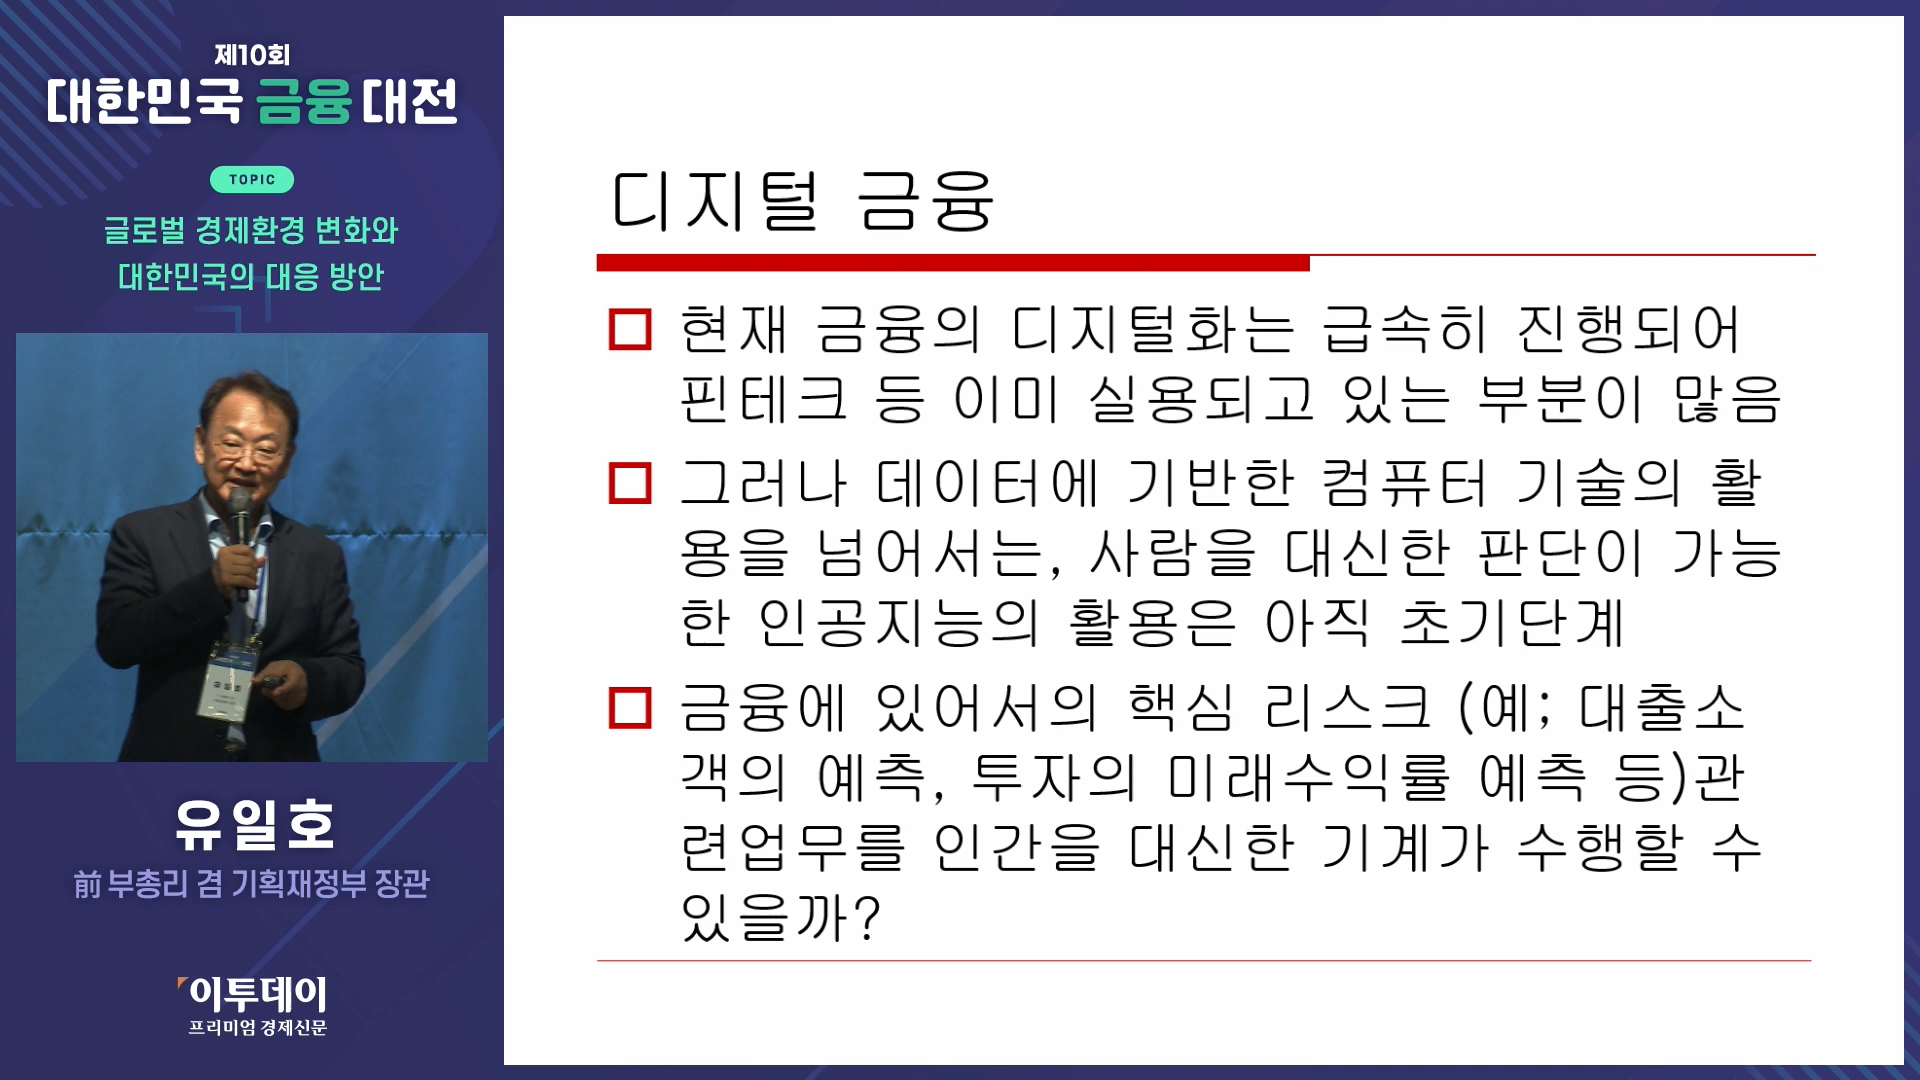 제10회
대한민국 금융대전
TOPIC
글로벌 경제환경 변화와
대한민국의 대응 방안
유일호
前 부총리 겸 기획재정부 장관
이투데이
프리미엄 경제신문
디지털 금융
현재 금융의 디지털화는 급속히 진행되어
핀테크 등 이미 실용되고 있는 부분이 많음
그러나 데이터에 기반한 컴퓨터 기술의 활
용을 넘어서는, 사람을 대신한 판단이 가능
한 인공지능의 활용은 아직 초기단계
금융에 있어서의 핵심 리스크 (예; 대출소
객의 예측, 투자의 미래수익률 예측 등)관
련업무를 인간을 대신한 기계가 수행할 수
있을까?